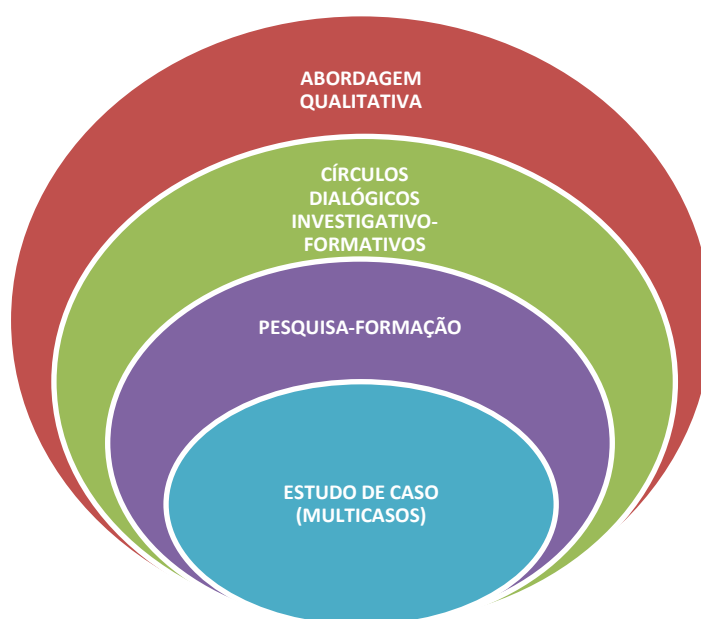 ABORDAGEM
QUALITATIVA
CÍRCULOS
DIALÓGICOS
INVESTIGATIVO-
FORMATIVOS
PESQUISA-FORMAÇÃO
ESTUDO DE CASO
(MULTICASOS)